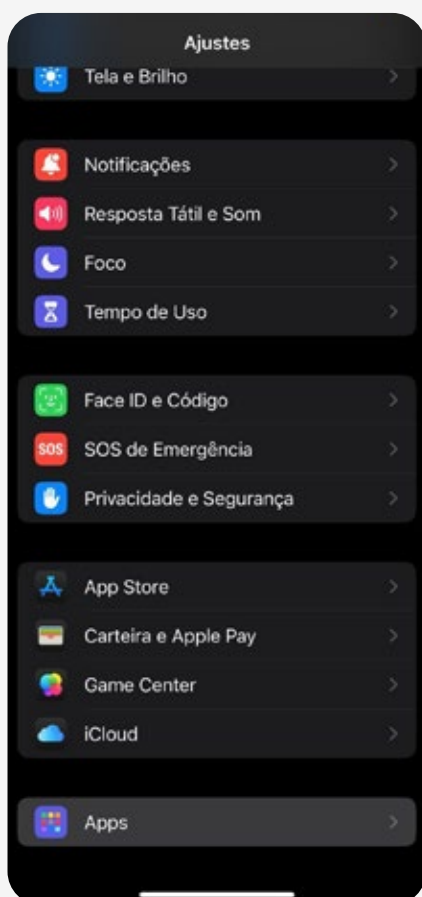 Ajustes
Tela e Brilho
Notificações
Resposta Tátil e Som
Foco
Tempo de Uso
Face ID e Código
SOS SOS de Emergência
Privacidade e Segurança
App Store
Carteira e Apple Pay
Game Center
iCloud
Apps